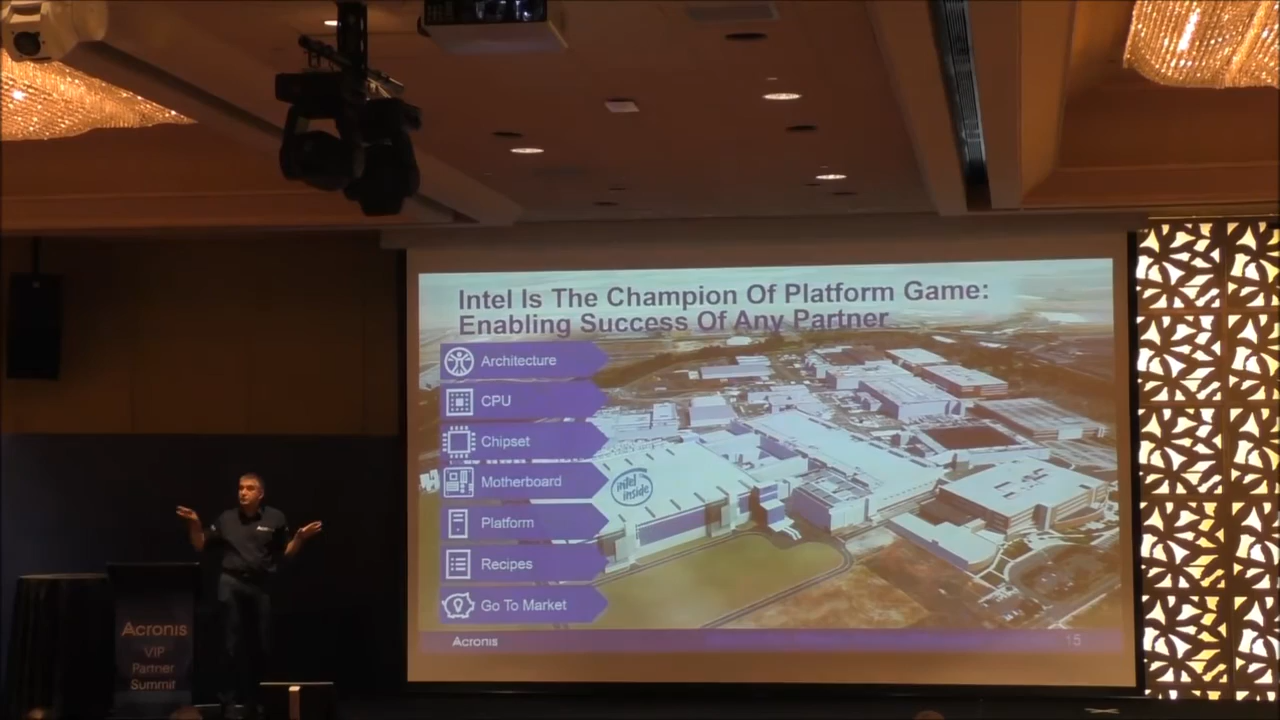 Intel Is The Champion Of Platform Game:
Enabling Success Of Any Partner
Architecture
CPU
Chipset
Motherboard
Platform
Recipes
Go To Market
intel
inside
Acronis
15
Acronis
VIP
Partner
Summit